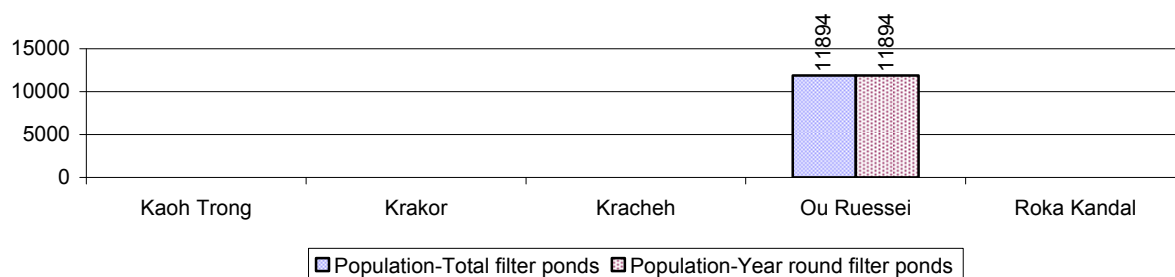 11894 11894
15000
10000
5000
0
Kaoh Trong Krakor Kracheh Ou Ruessei Roka Kandal
Population-Total filter ponds Population-Year round filter ponds